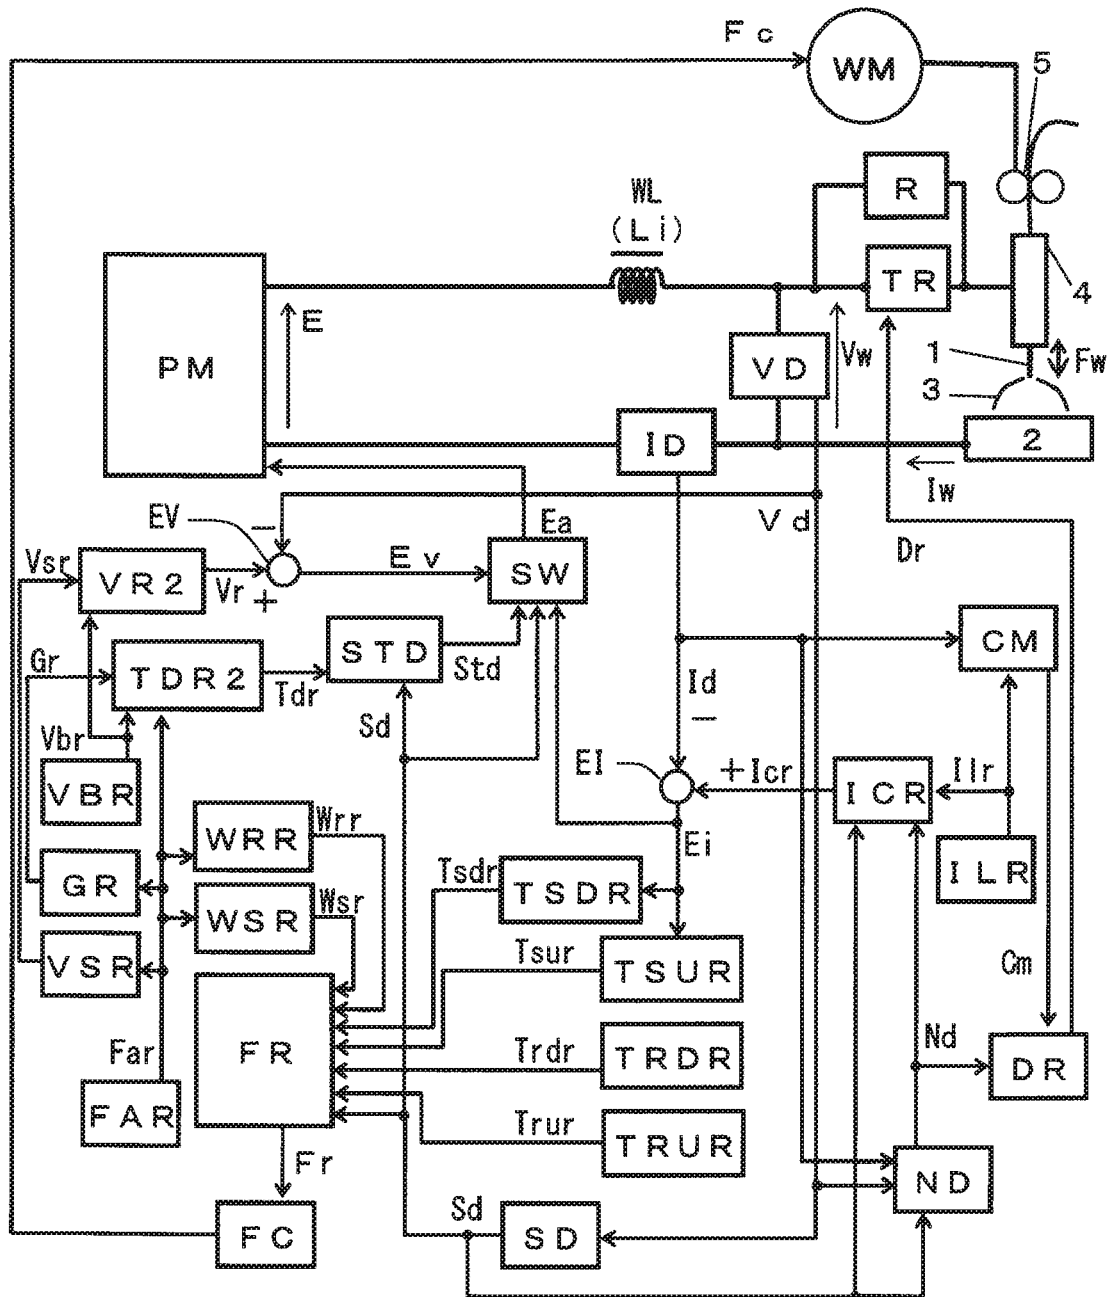 Fc
WM
5
R
WL
(Li)
TR
4
E
PM
VD
Vw
1
Fw
3
2
ID
Iw
EV
−
Ea
Vd
Dr
Vsr
VR2
Vr
+
Ev
SW
CM
Gr
TDR2
Tdr
STD
Std
Id
−
Sd
Vbr
VBR
EI
+Icr
ICR
Ilr
WRR
Wrr
Ei
ILR
GR
Tsdr
TSDR
WSR
Wsr
VSR
Tsur
TSUR
Cm
Far
FR
Trdr
TRDR
Nd
DR
FAR
Trur
TRUR
Fr
ND
FC
Sd
SD